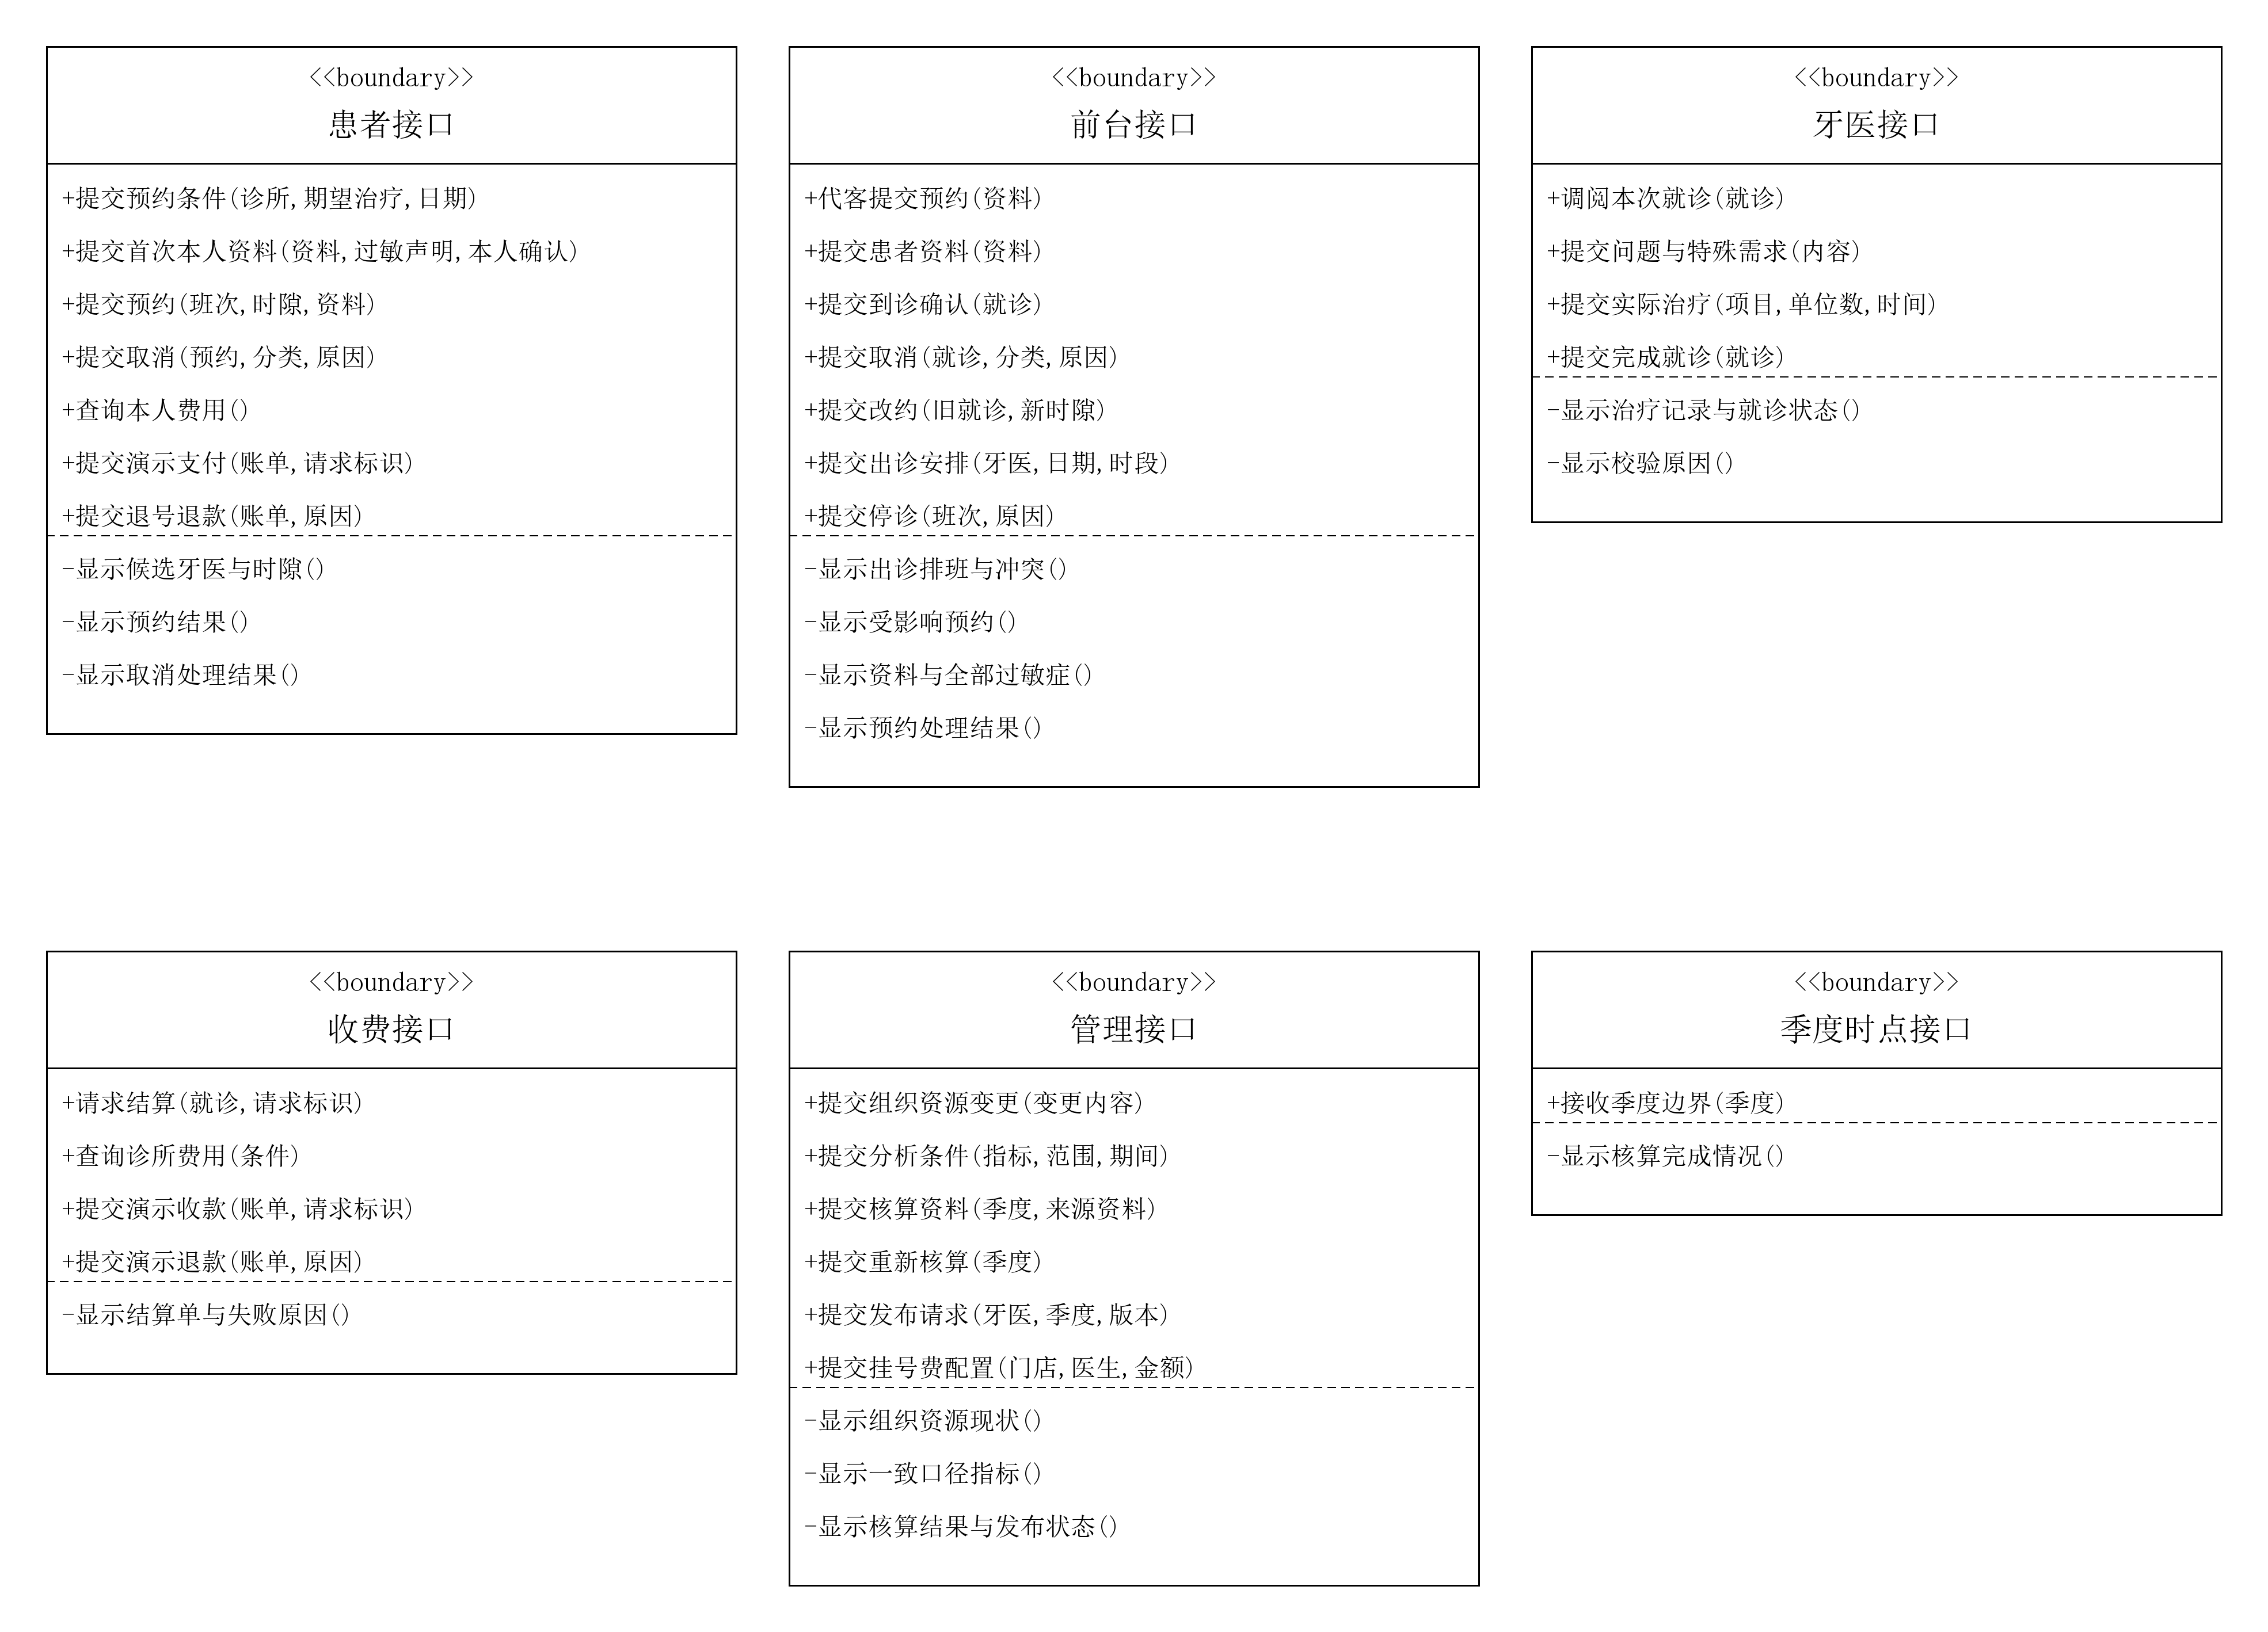 <<boundary>>
患者接口
+提交预约条件(诊所,期望治疗,日期)
+提交首次本人资料(资料,过敏声明,本人确认)
+提交预约(班次,时隙,资料)
+提交取消(预约,分类,原因)
+查询本人费用()
+提交演示支付(账单,请求标识)
+提交退号退款(账单,原因)
-显示候选牙医与时隙()
-显示预约结果()
-显示取消处理结果()
<<boundary>>
前台接口
+代客提交预约(资料)
+提交患者资料(资料)
+提交到诊确认(就诊)
+提交取消(就诊,分类,原因)
+提交改约(旧就诊,新时隙)
+提交出诊安排(牙医,日期,时段)
+提交停诊(班次,原因)
-显示出诊排班与冲突()
-显示受影响预约()
-显示资料与全部过敏症()
-显示预约处理结果()
<<boundary>>
牙医接口
+调阅本次就诊(就诊)
+提交问题与特殊需求(内容)
+提交实际治疗(项目,单位数,时间)
+提交完成就诊(就诊)
-显示治疗记录与就诊状态()
-显示校验原因()
<<boundary>>
收费接口
+请求结算(就诊,请求标识)
+查询诊所费用(条件)
+提交演示收款(账单,请求标识)
+提交演示退款(账单,原因)
-显示结算单与失败原因()
<<boundary>>
管理接口
+提交组织资源变更(变更内容)
+提交分析条件(指标,范围,期间)
+提交核算资料(季度,来源资料)
+提交重新核算(季度)
+提交发布请求(牙医,季度,版本)
+提交挂号费配置(门店,医生,金额)
-显示组织资源现状()
-显示一致口径指标()
-显示核算结果与发布状态()
<<boundary>>
季度时点接口
+接收季度边界(季度)
-显示核算完成情况()